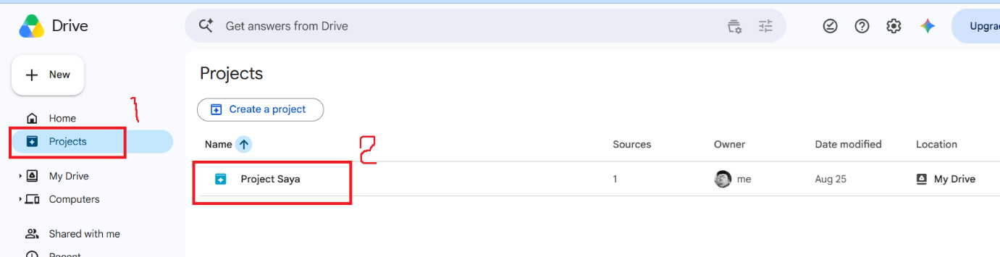 Drive
Get answers from Drive
New
1
Home
Projects
My Drive
Computers
Shared with me
Recent
Projects
Create a project
2
Name Sources Owner Date modified Location
Project Saya 1 me Aug 25 My Drive